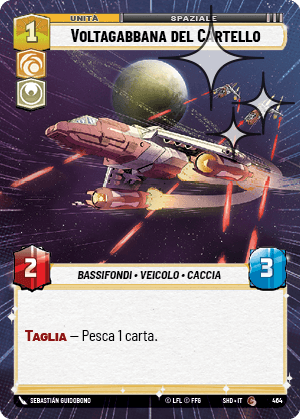 1
UNITÀ
SPAZIALE
VOLTAGABBANA DEL CARTELLO
2
3
BASSIFONDI • VEICOLO • CACCIA
TAGLIA – Pesca 1 carta.
SEBASTIÁN GUIDOBONO
© LFL © FFG
SHD • IT
464